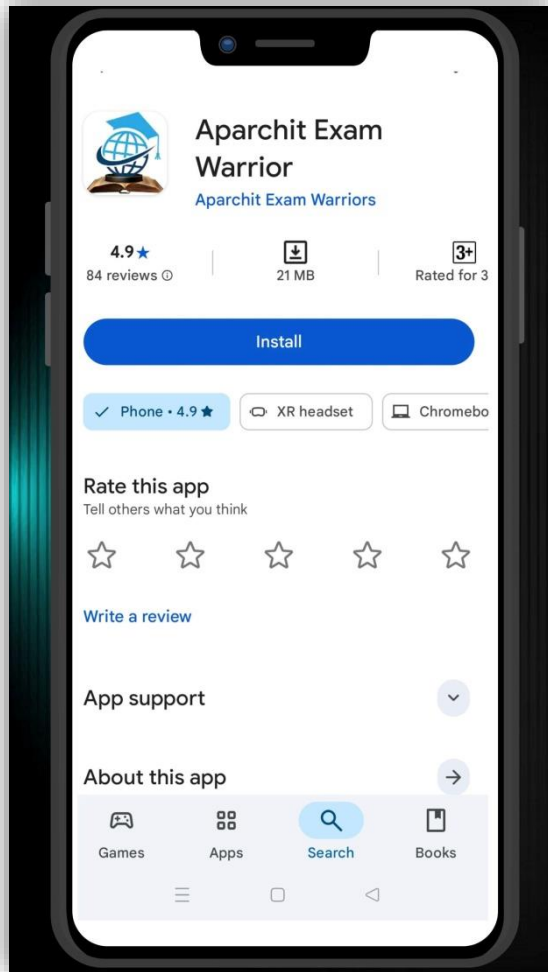 Aparchit Exam
Warrior
Aparchit Exam Warriors
4.9★
84 reviews
21 MB
3+
Rated for 3
Install
Phone • 4.9 ★
XR headset
Chromebo
Rate this app
Tell others what you think
Write a review
App support
About this app
Games
Apps
Search
Books